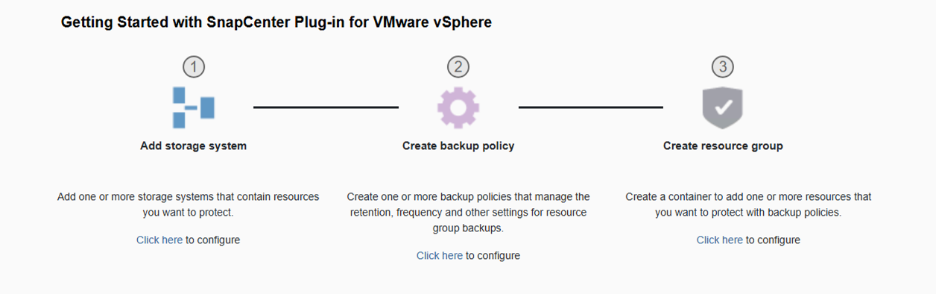 Getting Started with SnapCenter Plug-in for VMware vSphere
1
2
3
Add storage system
Create backup policy
Create resource group
Add one or more storage systems that contain resources
you want to protect.
Click here to configure
Create one or more backup policies that manage the
retention, frequency and other settings for resource
group backups.
Click here to configure
Create a container to add one or more resources that
you want to protect with backup policies.
Click here to configure